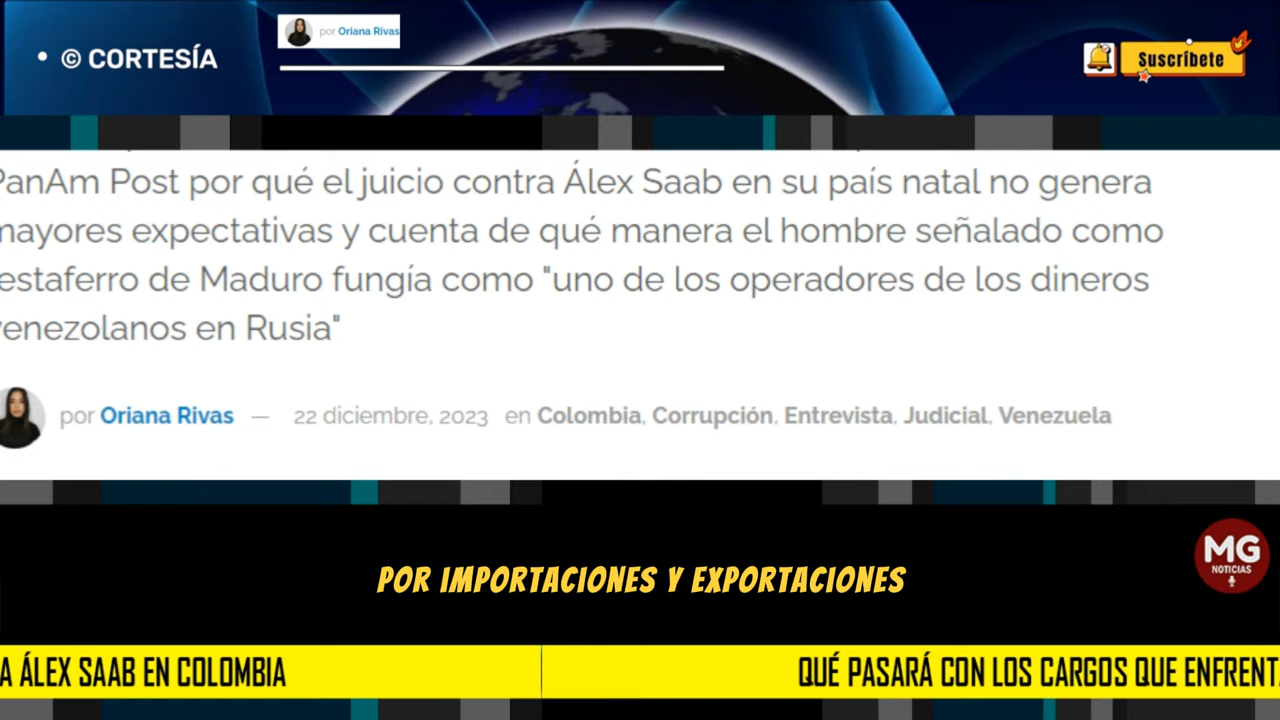 • © CORTESÍA
por Oriana Rivas
Suscríbete
PanAm Post por qué el juicio contra Álex Saab en su país natal no genera
mayores expectativas y cuenta de qué manera el hombre señalado como
estaferro de Maduro fungía como "uno de los operadores de los dineros
venezolanos en Rusia"
por Oriana Rivas — 22 diciembre, 2023 en Colombia, Corrupción, Entrevista, Judicial, Venezuela
MG
NOTICIAS
POR IMPORTACIONES Y EXPORTACIONES
A ÁLEX SAAB EN COLOMBIA QUÉ PASARÁ CON LOS CARGOS QUE ENFRENTA